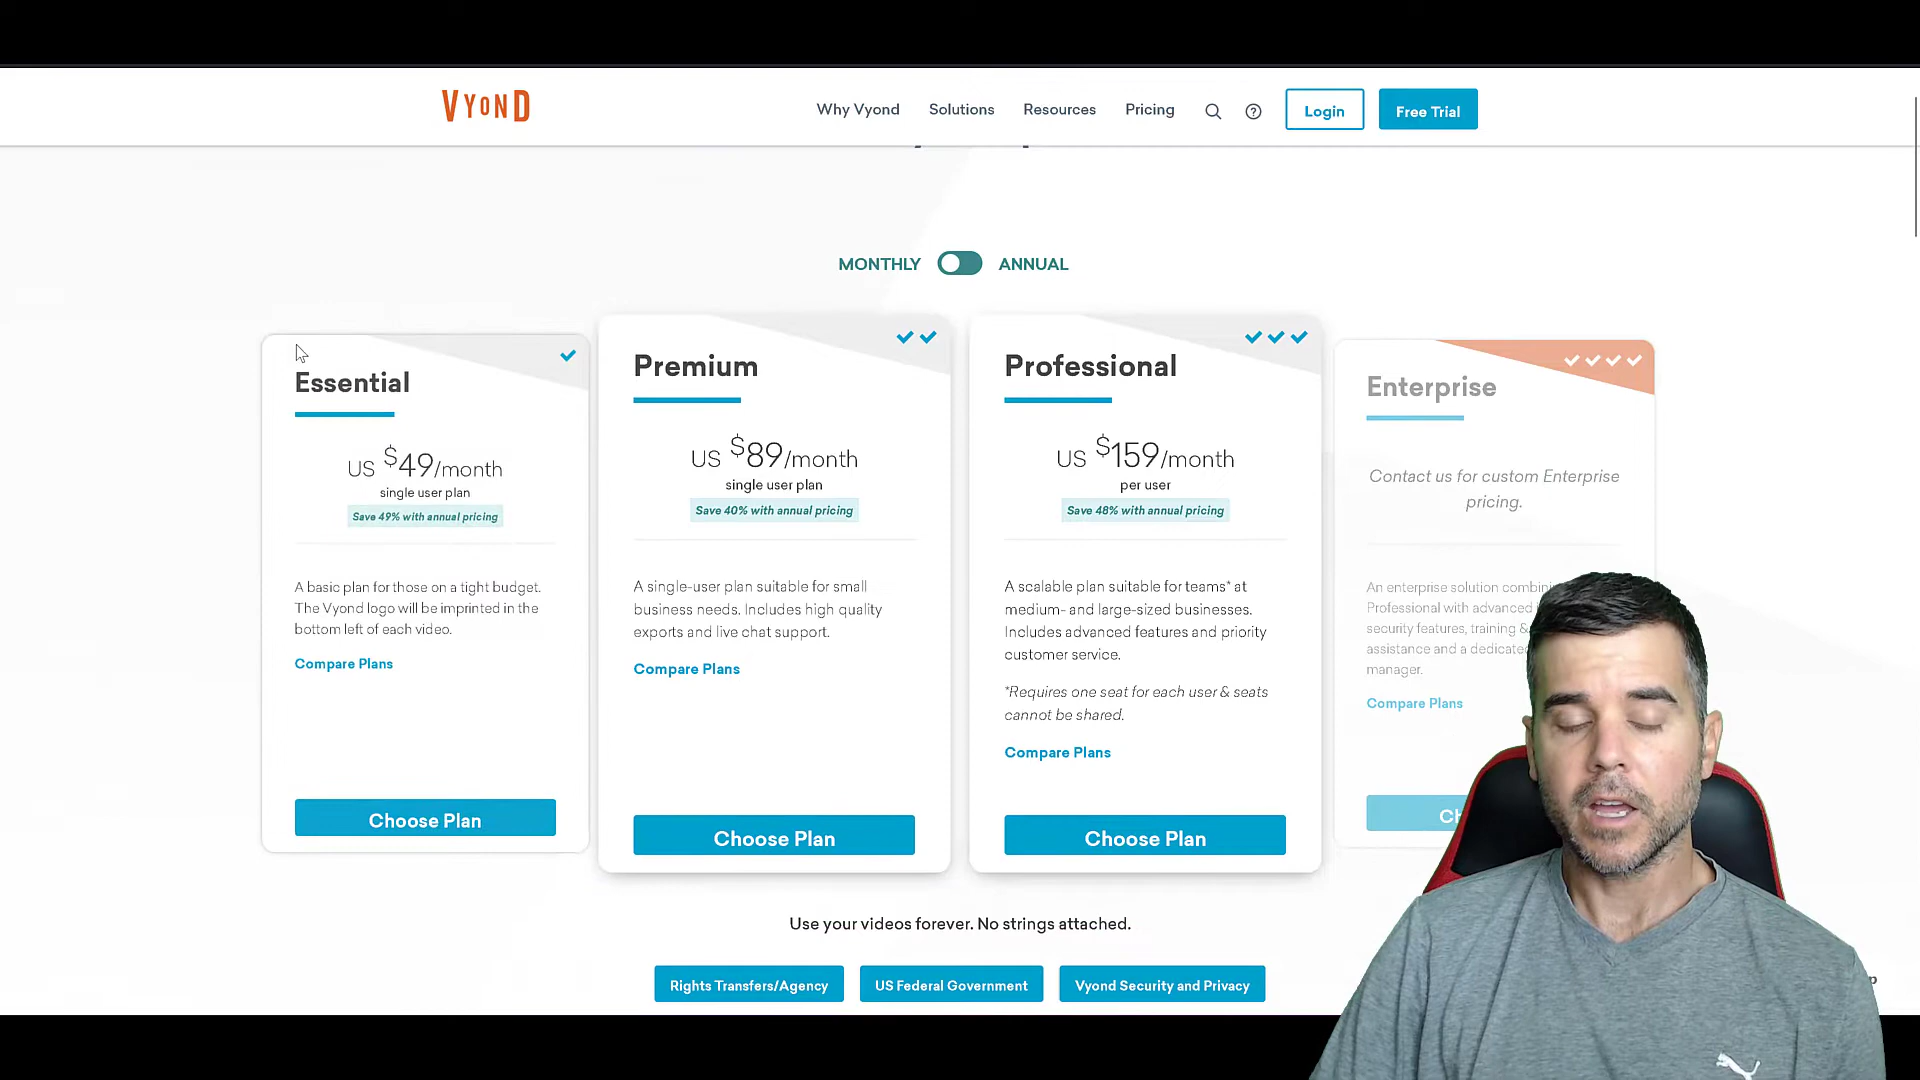 VYOND
Why Vyond
Solutions
Resources
Pricing
Login
Free Trial
MONTHLY
ANNUAL
Essential
US $49/month
single user plan
Save 49% with annual pricing
A basic plan for those on a tight budget.
The Vyond logo will be imprinted in the
bottom left of each video.
Compare Plans
Choose Plan
Premium
US $89/month
single user plan
Save 40% with annual pricing
A single-user plan suitable for small
business needs. Includes high quality
exports and live chat support.
Compare Plans
Choose Plan
Professional
US $159/month
per user
Save 48% with annual pricing
A scalable plan suitable for teams* at
medium- and large-sized businesses.
Includes advanced features and priority
customer service.
*Requires one seat for each user & seats
cannot be shared.
Compare Plans
Choose Plan
Enterprise
Contact us for custom Enterprise
pricing.
An enterprise solution
Professional with advanced
security features, training &
assistance and a dedicated
manager.
Compare Plans
Use your videos forever. No strings attached.
Rights Transfers/Agency
US Federal Government
Vyond Security and Privacy